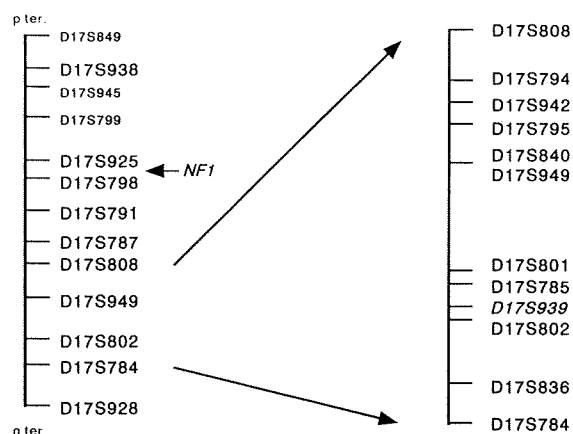 p ter.
D17S849
D17S938
D17S945
D17S799
D17S925
NF1
D17S798
D17S791
D17S787
D17S808
D17S949
D17S802
D17S784
D17S928
q ter.
D17S808
D17S794
D17S942
D17S795
D17S840
D17S949
D17S801
D17S785
D17S939
D17S802
D17S836
D17S784